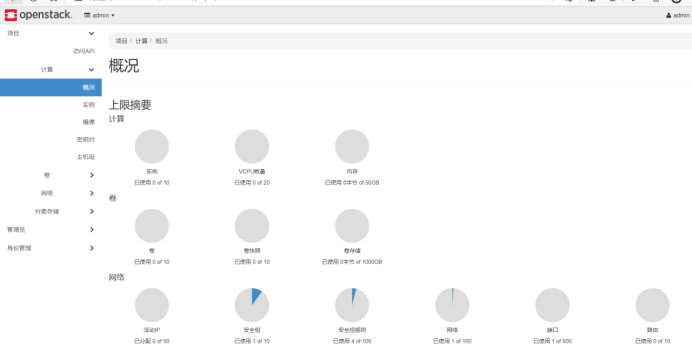 openstack. admin admin
项目
访问API
计算
概况
实例
镜像
密钥对
主机组
卷
网络
对象存储
管理员
身份管理
项目 / 计算 / 概况
概况
上限摘要
计算
实例 VCPU数量 内存
已使用 0 of 10 已使用 0 of 20 已使用 0字节 of 50GB
卷
卷 卷快照 卷存储
已使用 0 of 10 已使用 0 of 10 已使用 0字节 of 1000GB
网络
浮动IP 安全组 安全组规则 网络 端口 路由
已分配 0 of 50 已使用 1 of 10 已使用 4 of 100 已使用 1 of 100 已使用 1 of 500 已使用 0 of 10